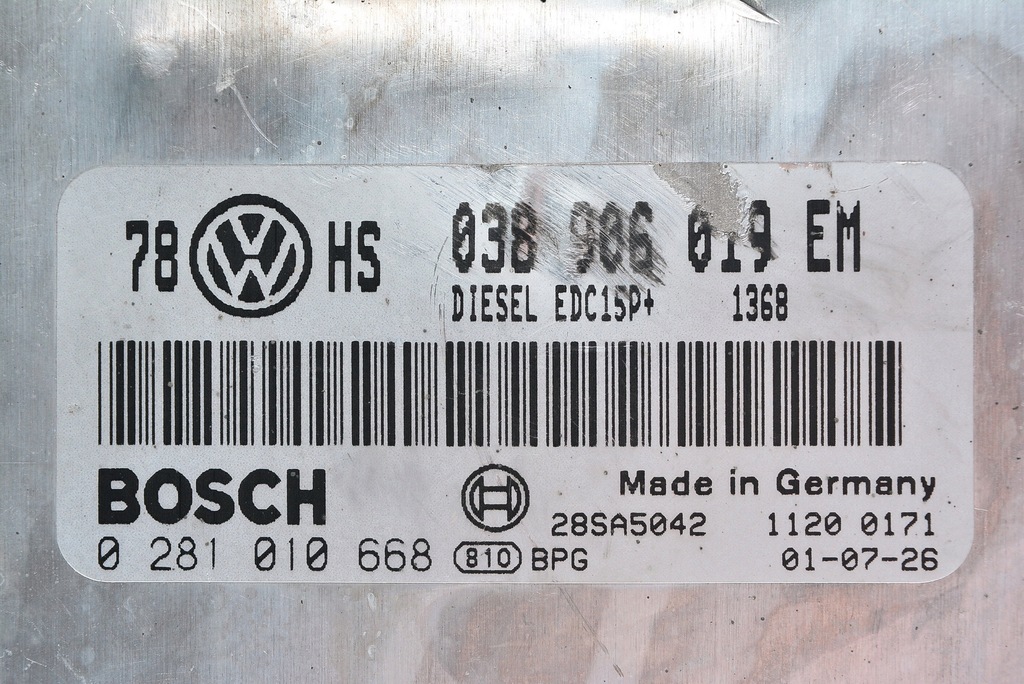 78 VW HS 038 906 019 EM
DIESEL EDC15P+ 1368
BOSCH
Made in Germany
28SA5042 1120 0171
0 281 010 668 810 BPG 01-07-26